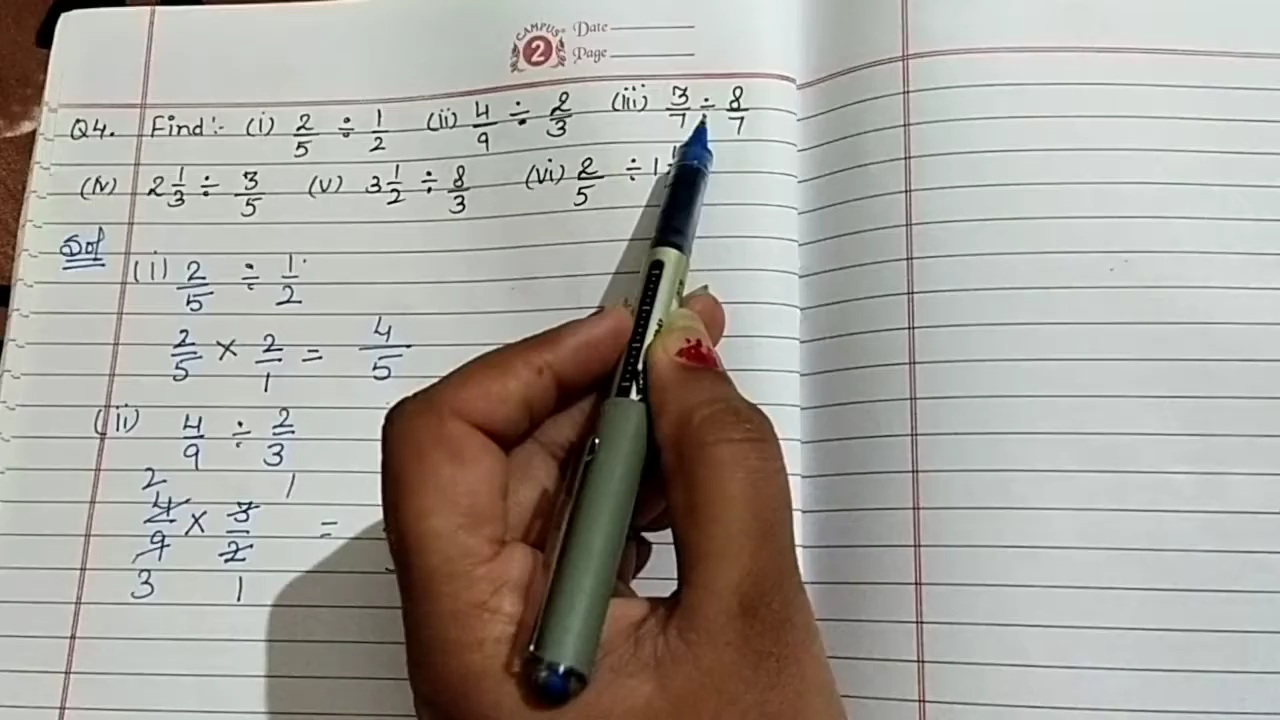 CAMPUS
2
Date
Page
Q4. Find:- (i) 2/5 ÷ 1/2 (ii) 4/9 ÷ 2/3 (iii) 3/7 ÷ 8/7
(iv) 2 1/3 ÷ 3/5 (v) 3 1/2 ÷ 8/3 (vi) 2/5 ÷ 1
Sol
(i) 2/5 ÷ 1/2
2/5 × 2/1 = 4/5
(ii) 4/9 ÷ 2/3
2 1
4/9 × 3/2 =
3 1